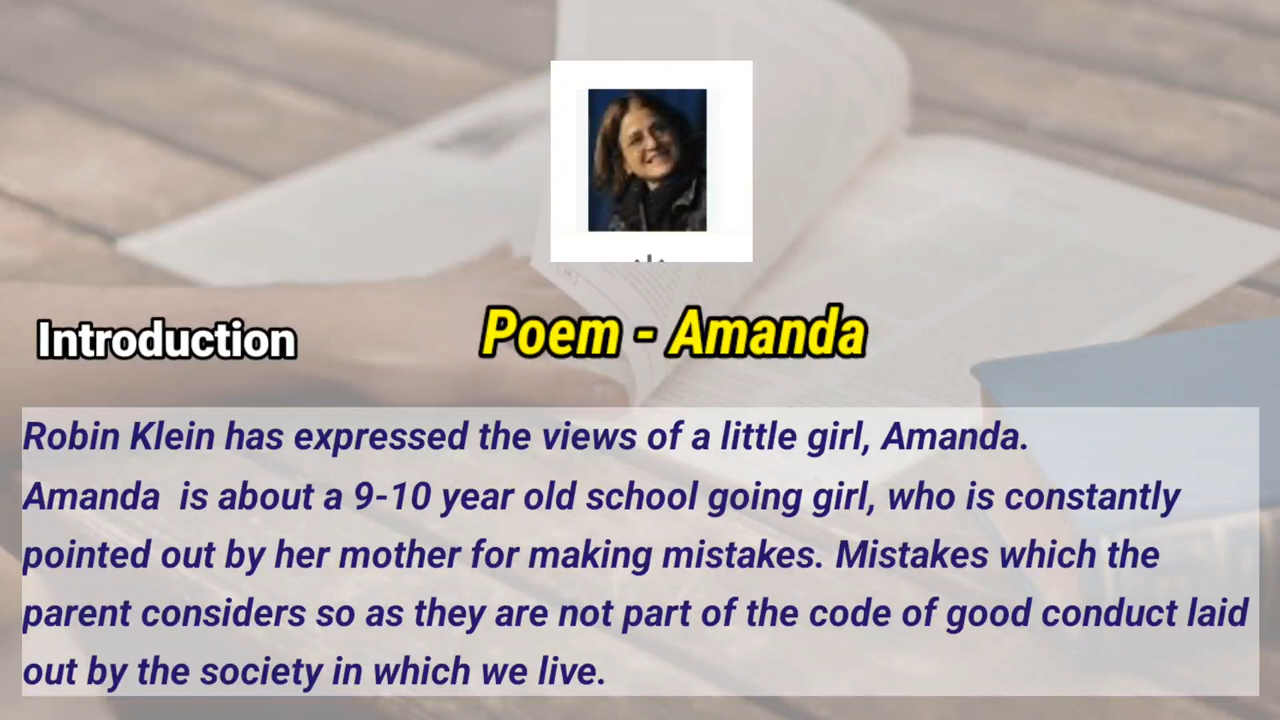 Introduction
Poem - Amanda
Robin Klein has expressed the views of a little girl, Amanda.
Amanda is about a 9-10 year old school going girl, who is constantly
pointed out by her mother for making mistakes. Mistakes which the
parent considers so as they are not part of the code of good conduct laid
out by the society in which we live.